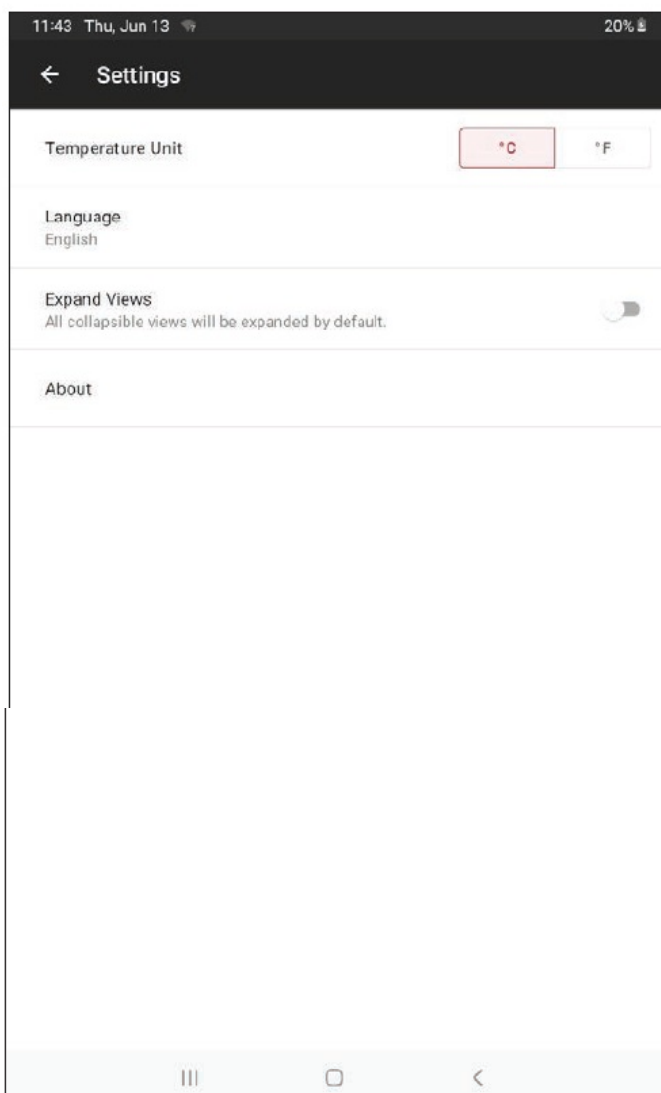 11:43 Thu, Jun 13
20%
Settings
Temperature Unit
°C
°F
Language
English
Expand Views
All collapsible views will be expanded by default.
About